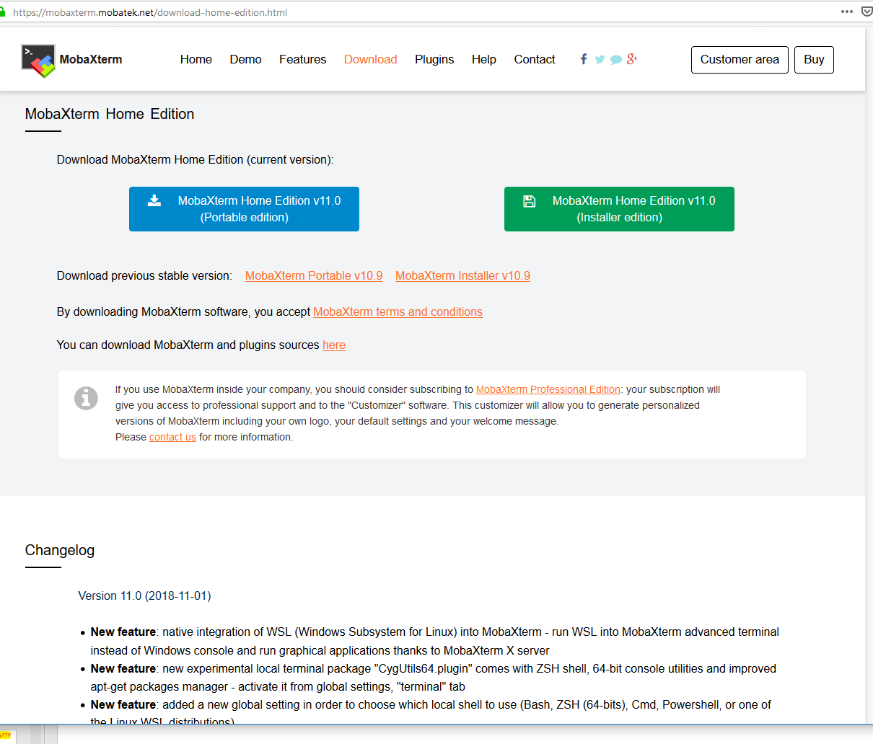 https://mobaxterm.mobatek.net/download-home-edition.html
MobaXterm
Home Demo Features Download Plugins Help Contact
Customer area Buy
MobaXterm Home Edition
Download MobaXterm Home Edition (current version):
MobaXterm Home Edition v11.0
(Portable edition)
MobaXterm Home Edition v11.0
(Installer edition)
Download previous stable version: MobaXterm Portable v10.9 MobaXterm Installer v10.9
By downloading MobaXterm software, you accept MobaXterm terms and conditions
You can download MobaXterm and plugins sources here
If you use MobaXterm inside your company, you should consider subscribing to MobaXterm Professional Edition: your subscription will
give you access to professional support and to the "Customizer" software. This customizer will allow you to generate personalized
versions of MobaXterm including your own logo, your default settings and your welcome message.
Please contact us for more information.
Changelog
Version 11.0 (2018-11-01)
• New feature: native integration of WSL (Windows Subsystem for Linux) into MobaXterm - run WSL into MobaXterm advanced terminal
instead of Windows console and run graphical applications thanks to MobaXterm X server
• New feature: new experimental local terminal package "CygUtils64.plugin" comes with ZSH shell, 64-bit console utilities and improved
apt-get packages manager - activate it from global settings, "terminal" tab
• New feature: added a new global setting in order to choose which local shell to use (Bash, ZSH (64-bits), Cmd, Powershell, or one of
the Linux WSL distributions)